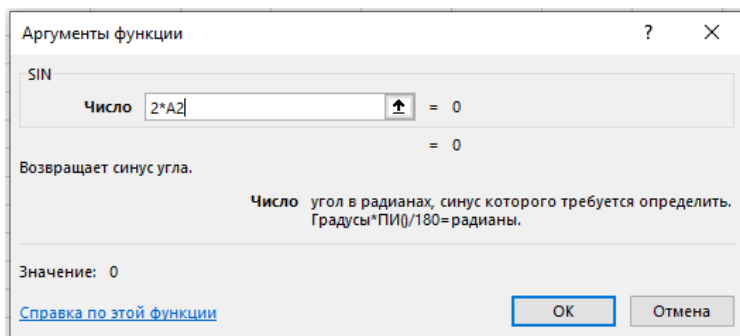 Аргументы функции ? ×
SIN
Число 2*A2 = 0
= 0
Возвращает синус угла.
Число угол в радианах, синус которого требуется определить.
Градусы*ПИ()/180=радианы.
Значение: 0
Справка по этой функции ОК Отмена